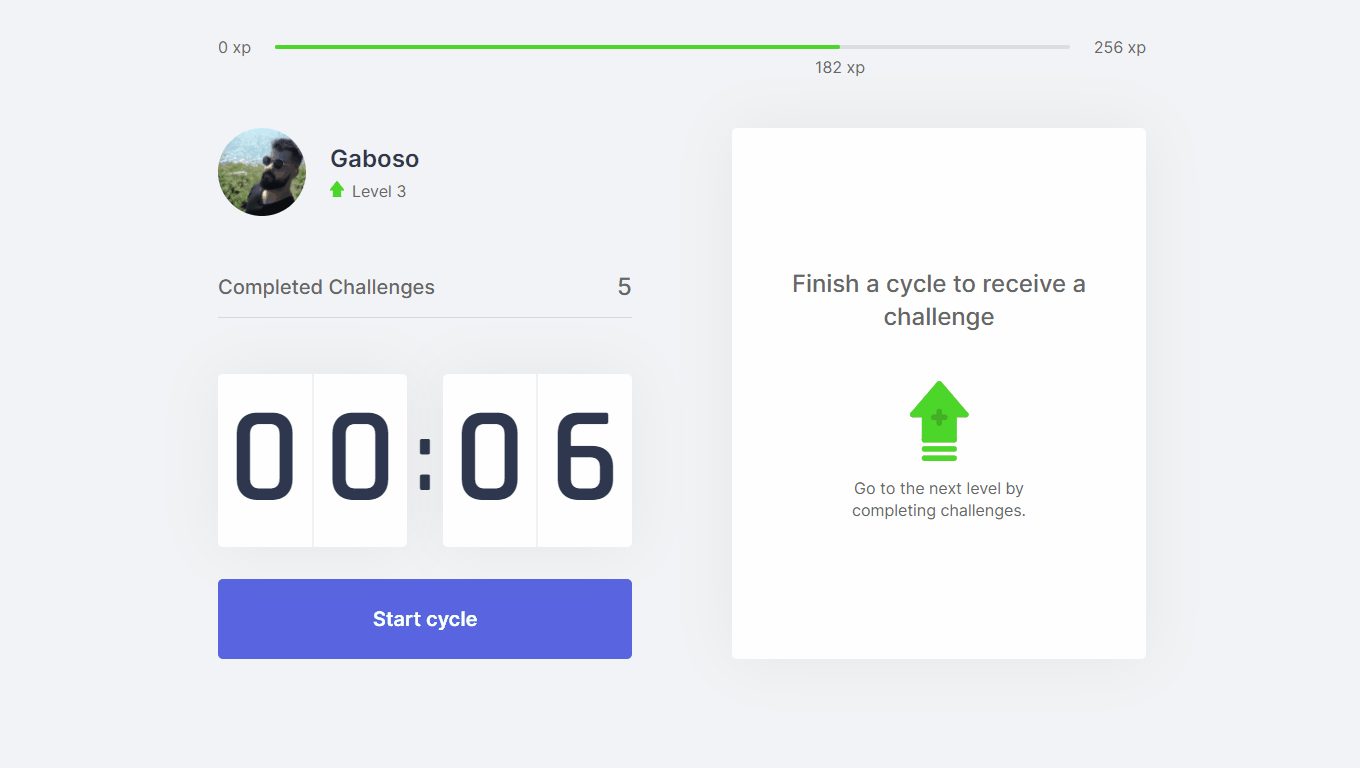 0 xp
256 xp
182 xp
Gaboso
Level 3
Completed Challenges 5
00:06
Start cycle
Finish a cycle to receive a
challenge
Go to the next level by
completing challenges.